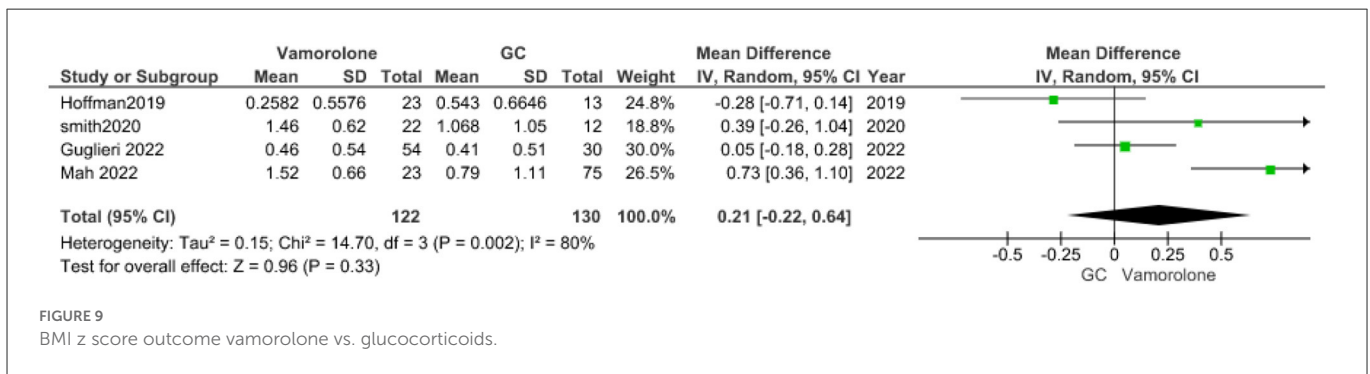 Vamorolone GC Mean Difference Mean Difference
Study or Subgroup Mean SD Total Mean SD Total Weight IV, Random, 95% CI Year IV, Random, 95% CI
Hoffman2019 0.2582 0.5576 23 0.543 0.6646 13 24.8% -0.28 [-0.71, 0.14] 2019
smith2020 1.46 0.62 22 1.068 1.05 12 18.8% 0.39 [-0.26, 1.04] 2020
Guglieri 2022 0.46 0.54 54 0.41 0.51 30 30.0% 0.05 [-0.18, 0.28] 2022
Mah 2022 1.52 0.66 23 0.79 1.11 75 26.5% 0.73 [0.36, 1.10] 2022
Total (95% CI) 122 130 100.0% 0.21 [-0.22, 0.64]
Heterogeneity: Tau² = 0.15; Chi² = 14.70, df = 3 (P = 0.002); I² = 80%
Test for overall effect: Z = 0.96 (P = 0.33)
-0.5 -0.25 0 0.25 0.5
GC Vamorolone
FIGURE 9
BMI z score outcome vamorolone vs. glucocorticoids.